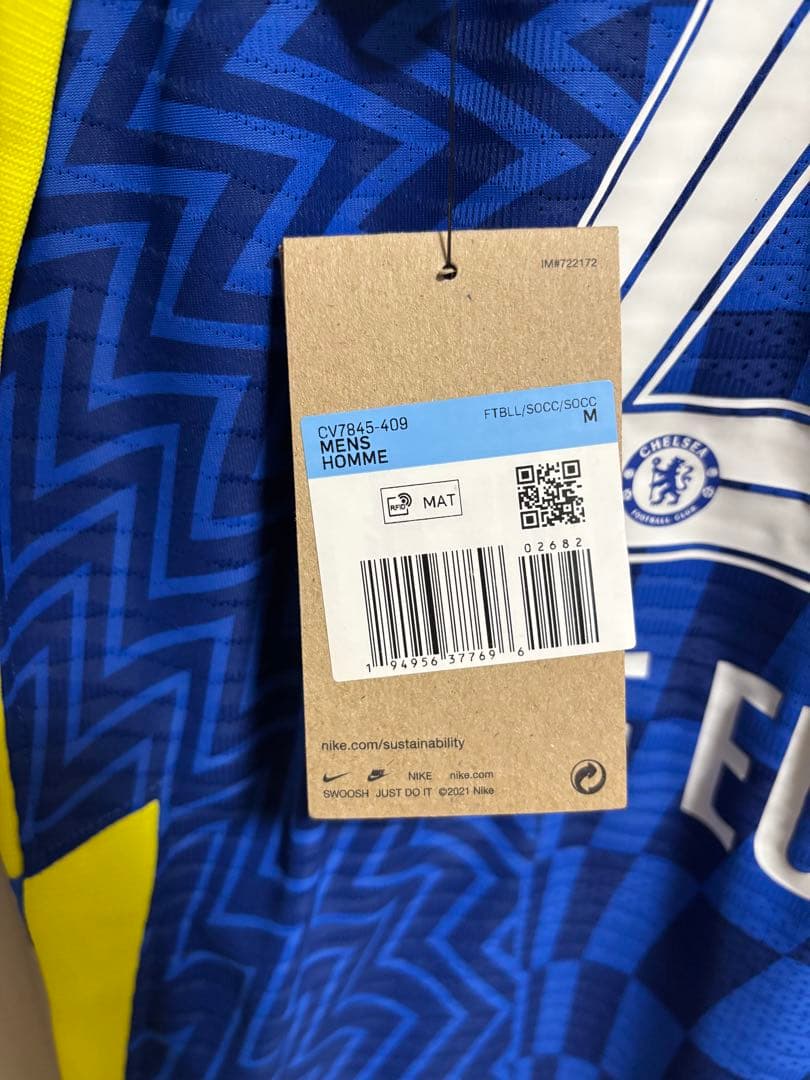 IM#722172
CV7845-409 FTBLL/SOCC/SOCC
MENS M
HOMME
RFID MAT
02682
1 94956 37769 6
nike.com/sustainability
NIKE nike.com
SWOOSH JUST DO IT ©2021 Nike
CHELSEA
FOOTBALL CLUB